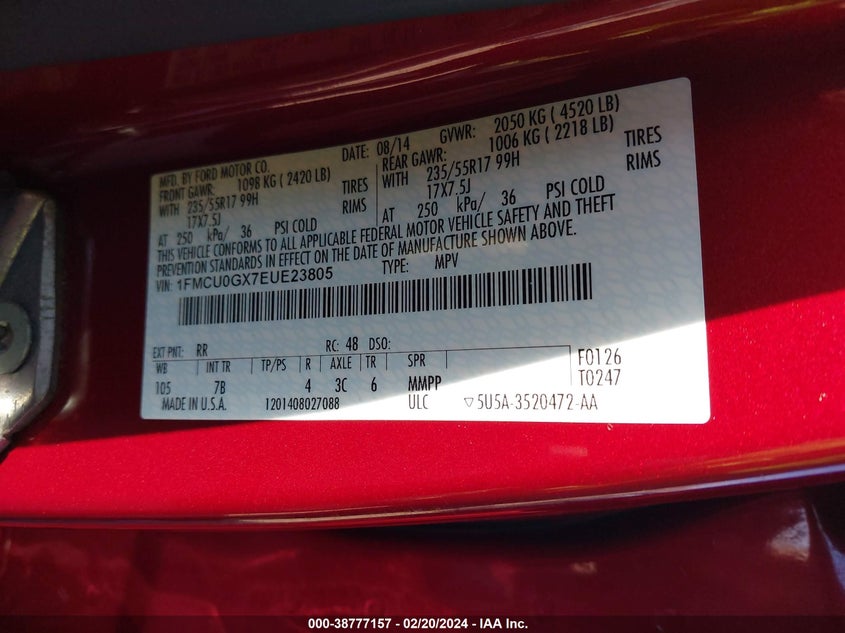 MFD. BY FORD MOTOR CO.
DATE: 08/14 GVWR: 2050 KG ( 4520 LB)
FRONT GAWR: 1098 KG ( 2420 LB)
REAR GAWR: 1006 KG ( 2218 LB)
WITH 235/55R17 99H TIRES
WITH 235/55R17 99H TIRES
17X7.5J RIMS
17X7.5J RIMS
AT 250 kPa/ 36 PSI COLD
AT 250 kPa/ 36 PSI COLD
THIS VEHICLE CONFORMS TO ALL APPLICABLE FEDERAL MOTOR VEHICLE SAFETY AND THEFT
PREVENTION STANDARDS IN EFFECT ON THE DATE OF MANUFACTURE SHOWN ABOVE.
VIN: 1FMCU0GX7EUE23805 TYPE: MPV
EXT PNT: RR RC: 48 DSO:
WB INT TR TP/PS R AXLE TR SPR F0126
105 7B 4 3C 6 MMPP T0247
MADE IN U.S.A. 1201408027088 ULC ▽5U5A-3520472-AA
000-38777157 - 02/20/2024 - IAA Inc.